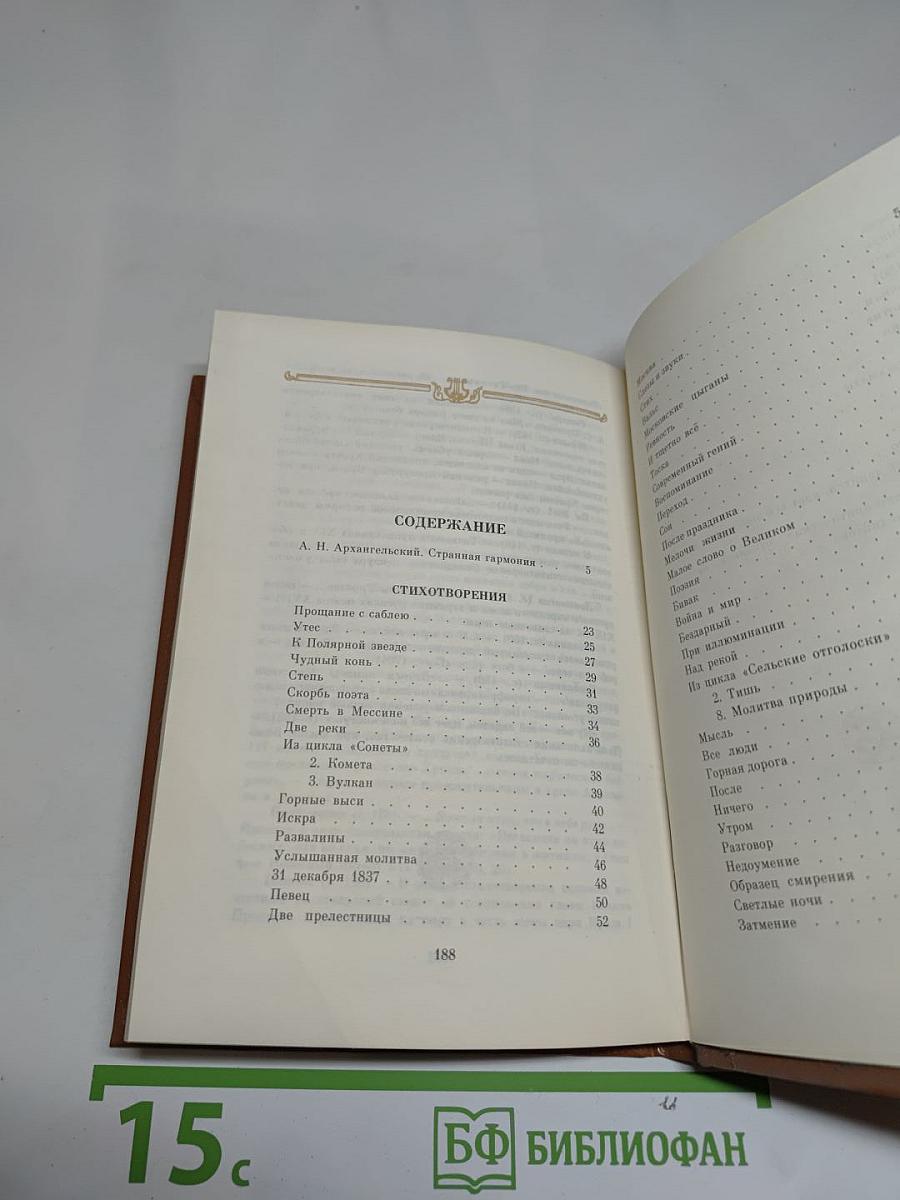 СОДЕРЖАНИЕ
А. Н. Архангельский. Странная гармония . . 5
СТИХОТВОРЕНИЯ
Прощание с саблею . . . . . . . . 23
Утес . . . . . . . . . . . . 25
К Полярной звезде . . . . . . . . 27
Чудный конь . . . . . . . . . . 29
Степь . . . . . . . . . . . . 31
Скорбь поэта . . . . . . . . . . 33
Смерть в Мессине . . . . . . . . 34
Две реки . . . . . . . . . . . 36
Из цикла «Сонеты»
2. Комета . . . . . . . . . . 38
3. Вулкан . . . . . . . . . . 39
Горные выси . . . . . . . . . . 40
Искра . . . . . . . . . . . . 42
Развалины . . . . . . . . . . . 44
Услышанная молитва . . . . . . . . 46
31 декабря 1837 . . . . . . . . . 48
Певец . . . . . . . . . . . . 50
Две прелестницы . . . . . . . . . 52
188
Москва
Сцены и звуки
Стих
Вальс
Московские цыганы
Ревность
И тщетно всё
Тоска
Современный гений
Воспоминание
Переход
Сон
После праздника
Мелочи жизни
Малое слово о Великом
Поэзия
Бивак
Война и мир
Бездарный
При иллюминации
Над рекой
Из цикла «Сельские отголоски»
2. Тишь
8. Молитва природы
Мысль
Все люди
Горная дорога
После
Ничего
Утром
Разговор
Недоумение
Образец смирения
Светлые ночи
Затмение
15 с
БФ БИБЛИОФАН